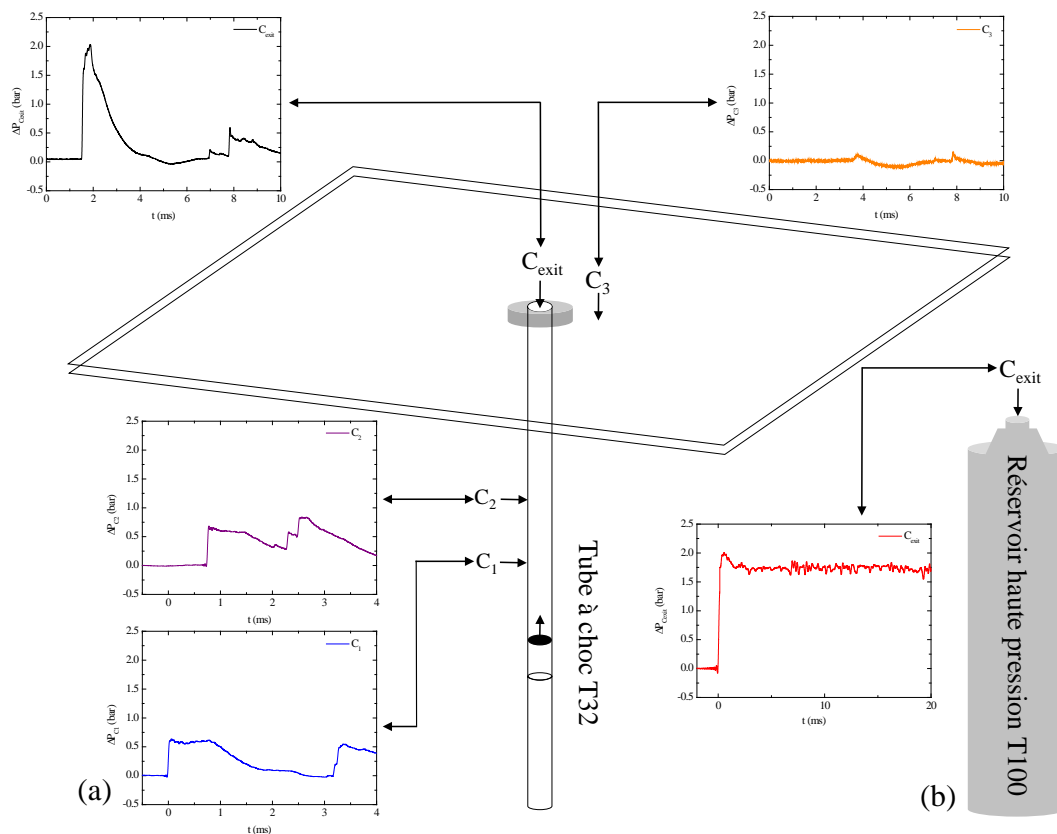 2.5
2.0
1.5
1.0
0.5
0.0
-0.5
0 2 4 6 8 10
t (ms)
ΔP_Cexit (bar)
C_exit
2.5
2.0
1.5
1.0
0.5
0.0
-0.5
0 2 4 6 8 10
t (ms)
ΔP_C3 (bar)
C_3
C_exit
C_3
C_exit
2.5
2.0
1.5
1.0
0.5
0.0
-0.5
0 1 2 3 4
t (ms)
ΔP_C2 (bar)
C_2
C_2
C_1
Tube à choc T32
2.5
2.0
1.5
1.0
0.5
0.0
-0.5
0 10 20
t (ms)
ΔP_Cexit (bar)
C_exit
Réservoir haute pression T100
2.5
2.0
1.5
1.0
0.5
0.0
-0.5
0 1 2 3 4
t (ms)
ΔP_C1 (bar)
C_1
(a)
(b)